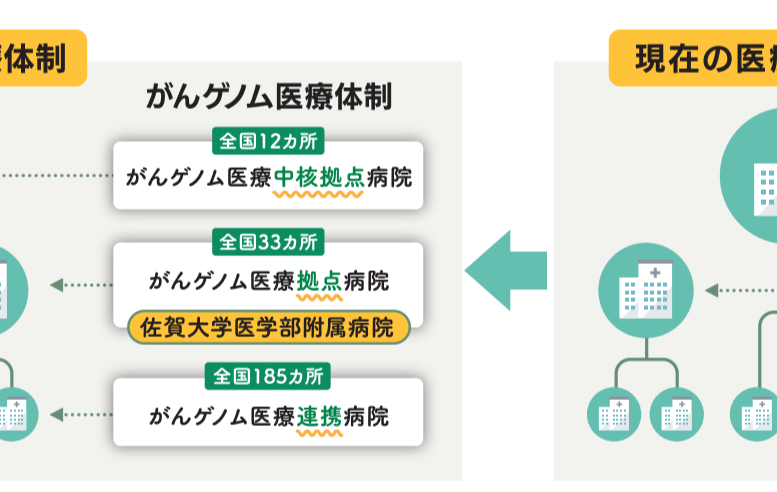 体制
がんゲノム医療体制
全国12カ所
がんゲノム医療中核拠点病院
全国33カ所
がんゲノム医療拠点病院
佐賀大学医学部附属病院
全国185カ所
がんゲノム医療連携病院
現在の医療